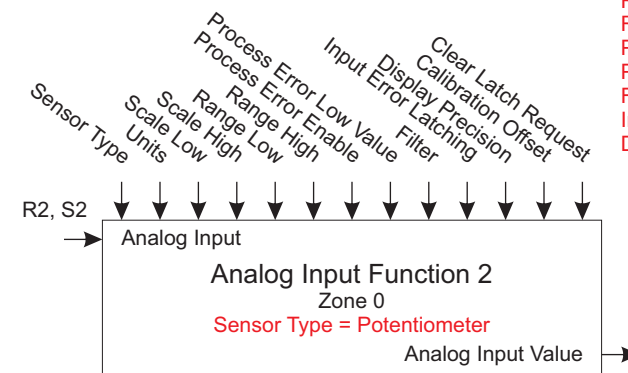 Sensor Type
Units
Scale Low
Scale High
Range Low
Range High
Process Error Enable
Process Error Low Value
Filter
Input Error Latching
Display Precision
Calibration Offset
Clear Latch Request
R2, S2
Analog Input
Analog Input Function 2
Zone 0
Sensor Type = Potentiometer
Analog Input Value